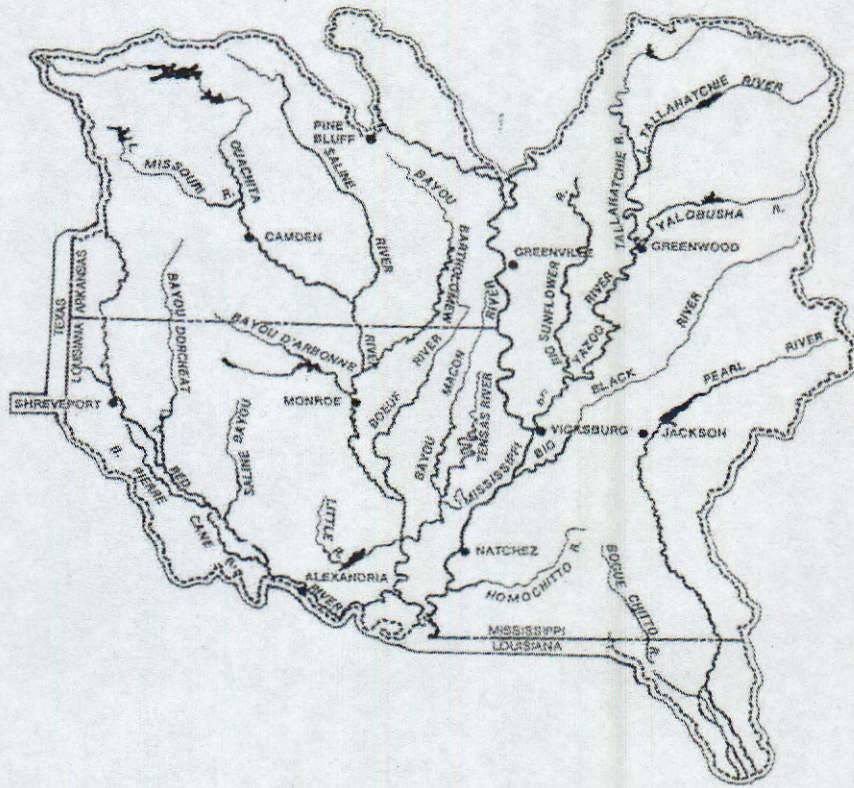 TALLAHATCHIE RIVER
TALLAHATCHIE R.
PINE
BLUFF
SALINE
RIVER
OUACHITA
R.
L.
MISSOURI
R.
BAYOU
BARTHOLOMEW
YALOBUSHA R.
CAMDEN
GREENVILLE
GREENWOOD
BIG SUNFLOWER R.
YAZOO RIVER
R.
TEXAS
ARKANSAS
LOUISIANA
BAYOU DORCHEAT
BAYOU D'ARBONNE
RIVER
RIVER
BLACK RIVER
PEARL RIVER
SHREVEPORT
MONROE
BOEUF RIVER
BAYOU MACON
TENSAS RIVER
VICKSBURG
JACKSON
B. PIERRE
RED
RIVER
CANE R.
SALINE BAYOU
MISSISSIPPI
BIG
LITTLE
R.
ALEXANDRIA
NATCHEZ
HOMOCHITTO R.
BOGUE CHITTO R.
MISSISSIPPI
LOUISIANA